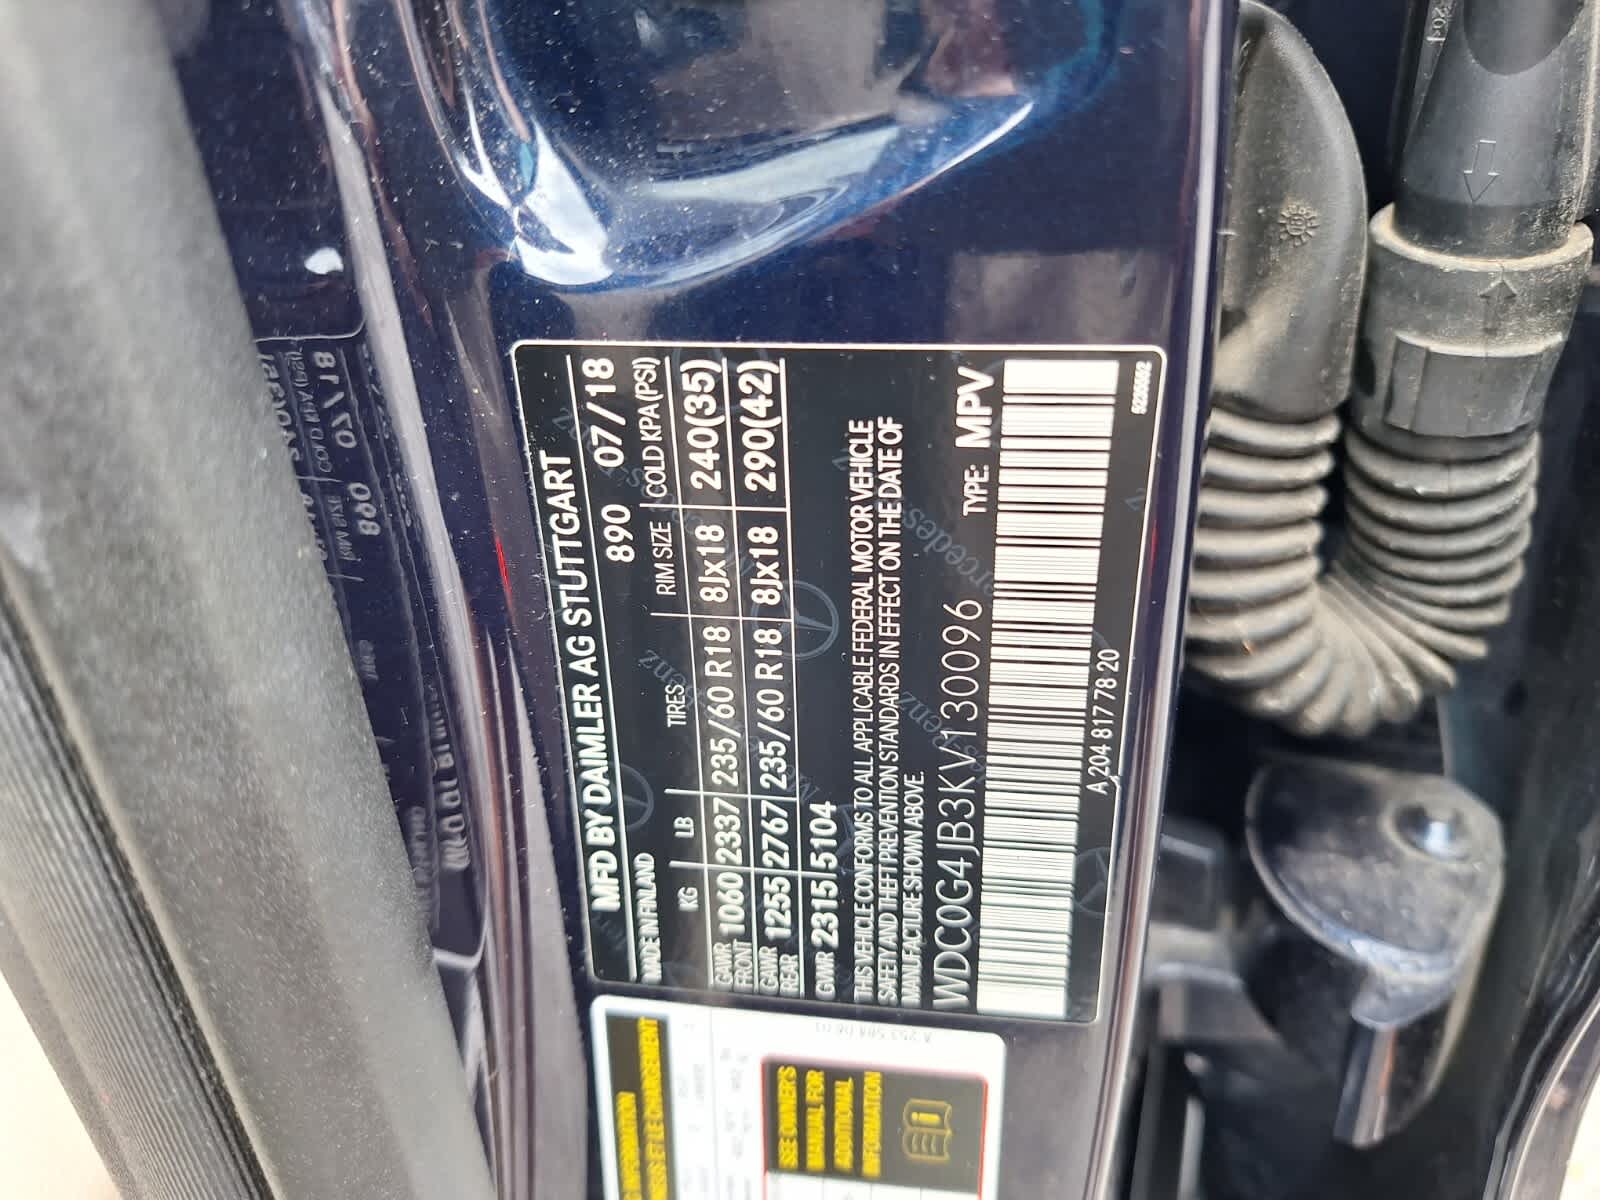 MFD BY DAIMLER AG STUTTGART
MADE IN FINLAND 890 07/18
KG LB TIRES RIM SIZE COLD KPA (PSI)
GAWR FRONT 1060 2337 235/60 R18 8Jx18 240(35)
GAWR REAR 1255 2767 235/60 R18 8Jx18 290(42)
GVWR 2315 5104
THIS VEHICLE CONFORMS TO ALL APPLICABLE FEDERAL MOTOR VEHICLE
SAFETY AND THEFT PREVENTION STANDARDS IN EFFECT ON THE DATE OF
MANUFACTURE SHOWN ABOVE.
WDC0G4JB3KV130096 TYPE: MPV
A 204 817 78 20
SEE OWNER'S
MANUAL FOR
ADDITIONAL
INFORMATION